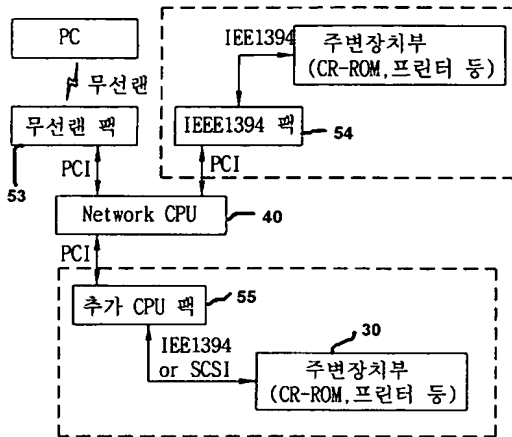 PC
무선랜
무선랜 팩
53
PCI
IEE1394
주변장치부
(CR-ROM,프린터 등)
IEEE1394 팩
54
PCI
Network CPU
40
PCI
추가 CPU 팩
55
IEE1394
or SCSI
30
주변장치부
(CR-ROM,프린터 등)